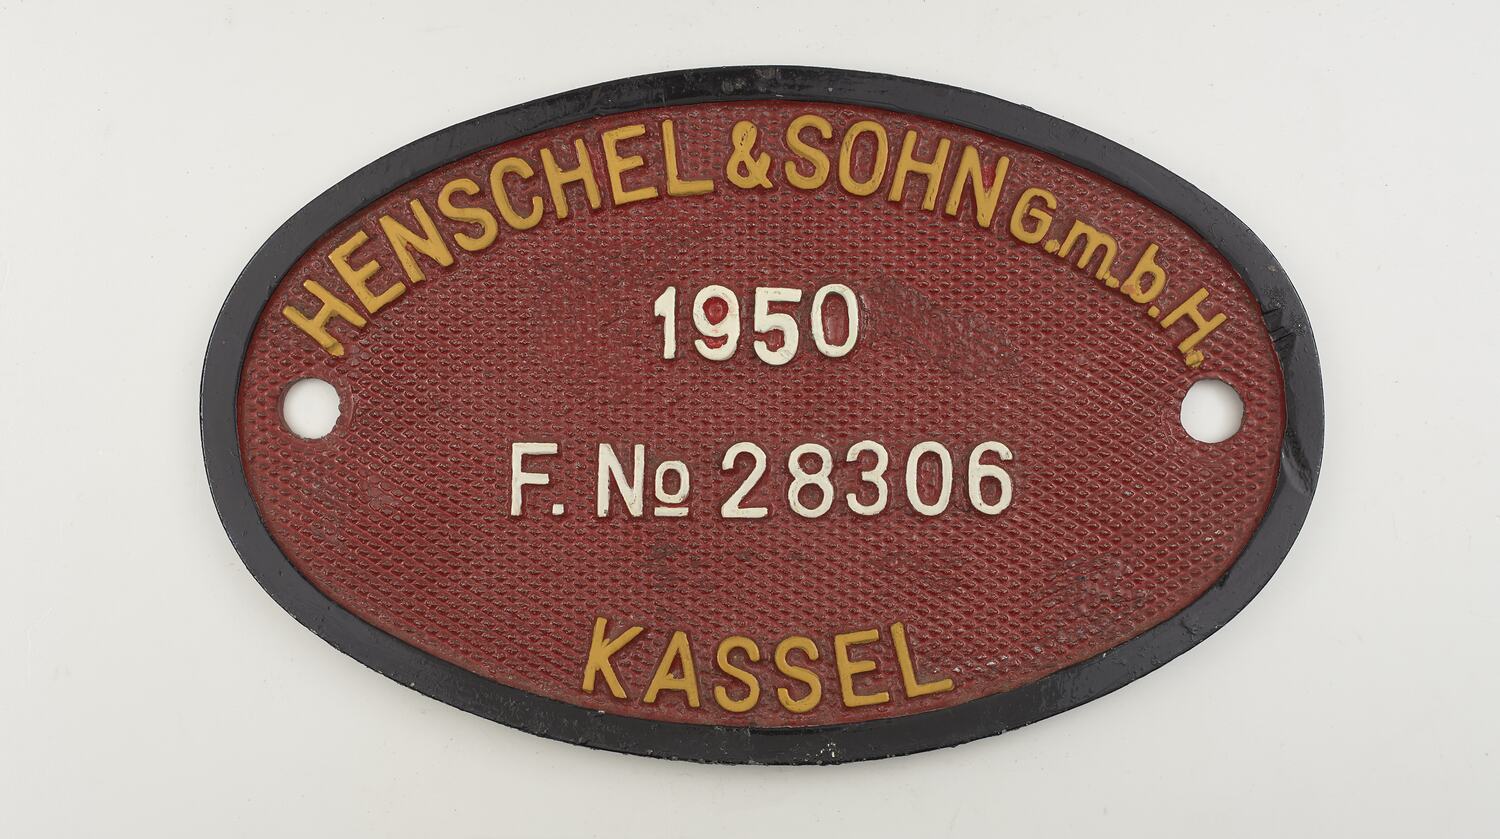 HENSCHEL & SOHN G.m.b.H.
1950
F. No 28306
KASSEL